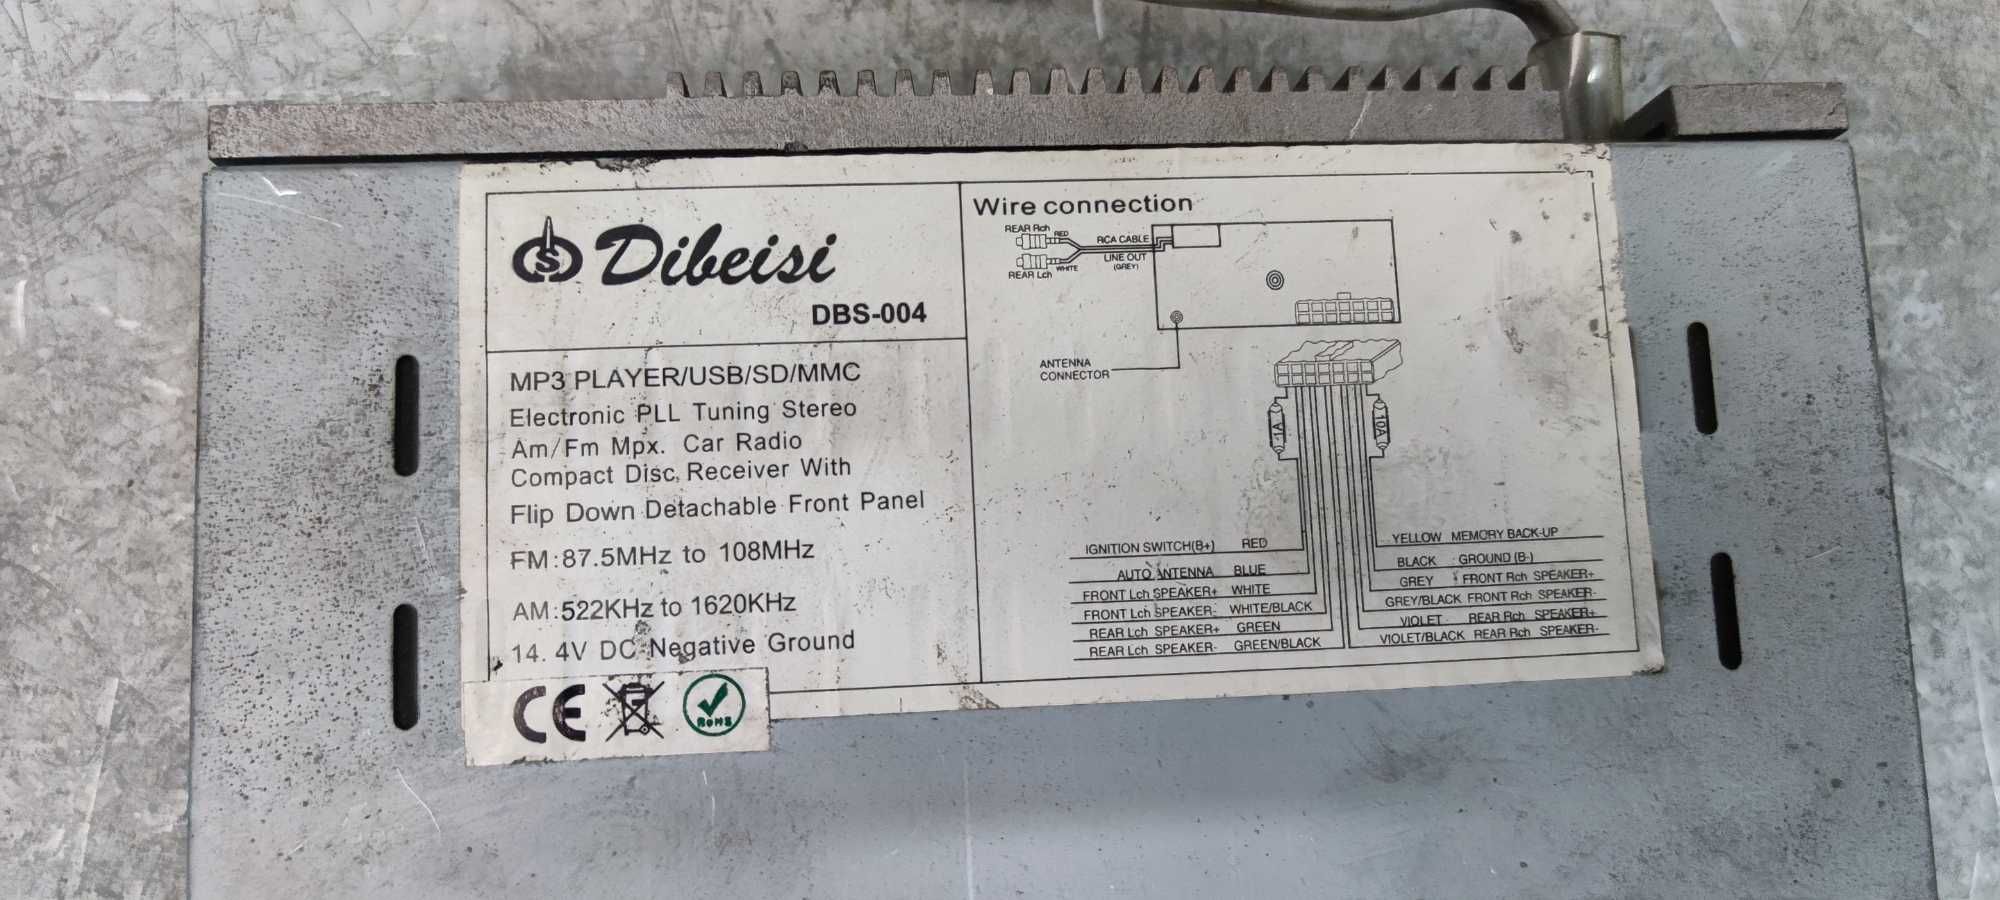 Dibeisi
DBS-004
MP3 PLAYER/USB/SD/MMC
Electronic PLL Tuning Stereo
Am/Fm Mpx. Car Radio
Compact Disc, Receiver With
Flip Down Detachable Front Panel
FM:87.5MHz to 108MHz
AM:522KHz to 1620KHz
14.4V DC Negative Ground
CE
RoHS
Wire connection
REAR Rch RED
RCA CABLE
LINE OUT
(GREY)
REAR Lch WHITE
ANTENNA
CONNECTOR
1A
10A
IGNITION SWITCH(B+) RED
AUTO ANTENNA BLUE
FRONT Lch SPEAKER+ WHITE
FRONT Lch SPEAKER- WHITE/BLACK
REAR Lch SPEAKER+ GREEN
REAR Lch SPEAKER- GREEN/BLACK
YELLOW MEMORY BACK-UP
BLACK GROUND (B-)
GREY FRONT Rch SPEAKER+
GREY/BLACK FRONT Rch SPEAKER-
VIOLET REAR Rch SPEAKER+
VIOLET/BLACK REAR Rch SPEAKER-